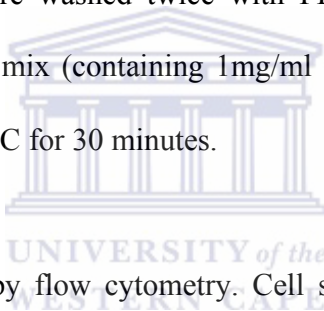 re washed twice with
mix (containing 1mg/ml
C for 30 minutes.
UNIVERSITY of the
by flow cytometry. Cell s
WESTERN CAPE